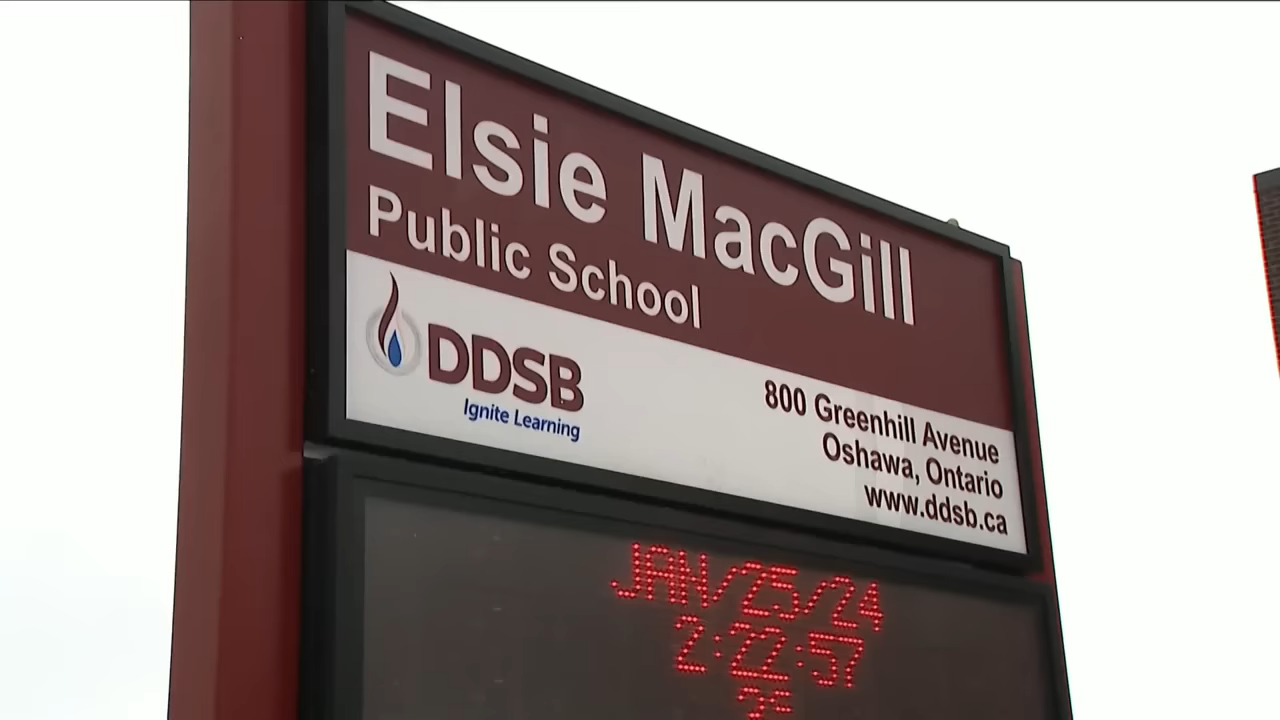 Elsie MacGill
Public School
DDSB
Ignite Learning
800 Greenhill Avenue
Oshawa, Ontario
www.ddsb.ca
JAN/25/24
2:22:57